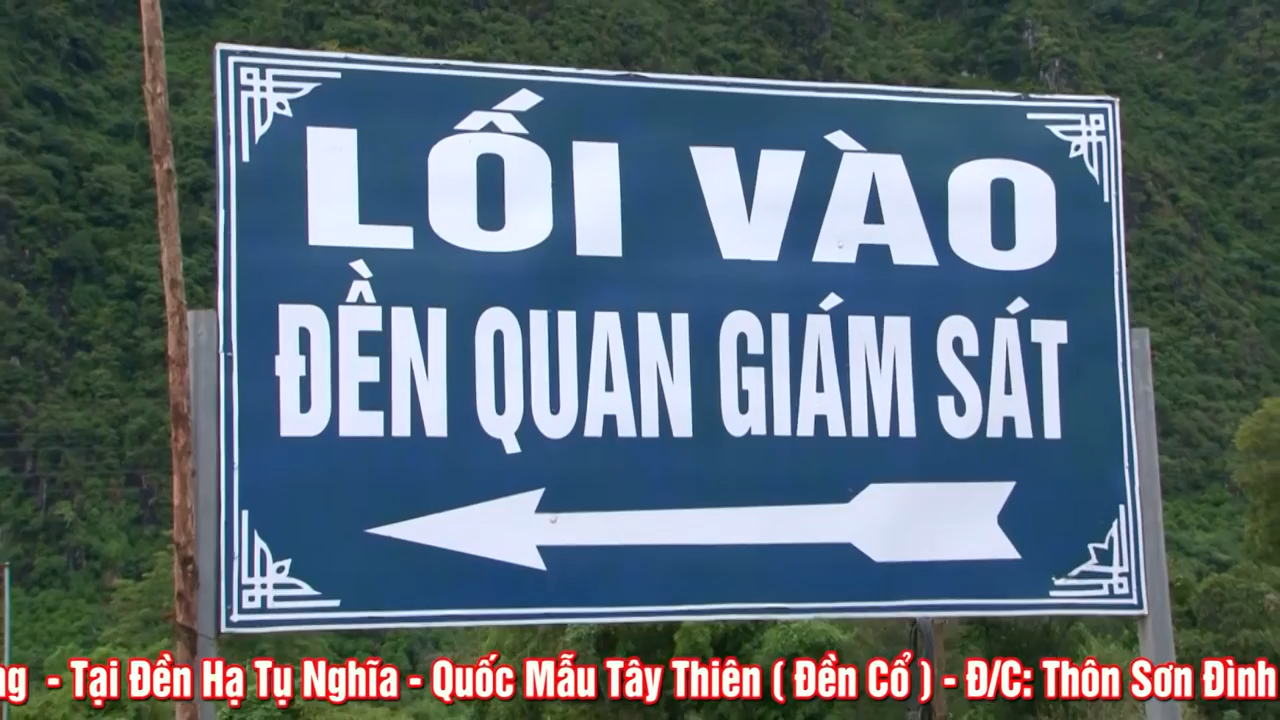 LỐI VÀO
ĐỀN QUAN GIÁM SÁT
- Tại Đền Hạ Tụ Nghĩa - Quốc Mẫu Tây Thiên ( Đền Cổ ) - Đ/C: Thôn Sơn Đình